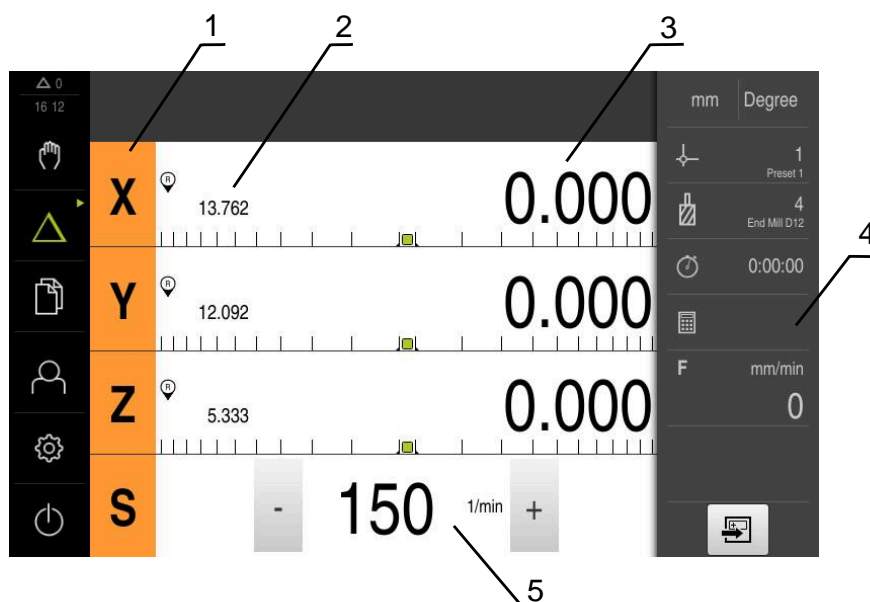 1 2 3
0
16 12
mm Degree
X R 13.762 0.000
1
Preset 1
4
End Mill D12
4
Y R 12.092 0.000
0:00:00
Z R 5.333 0.000
F mm/min
0
S - 150 1/min +
5